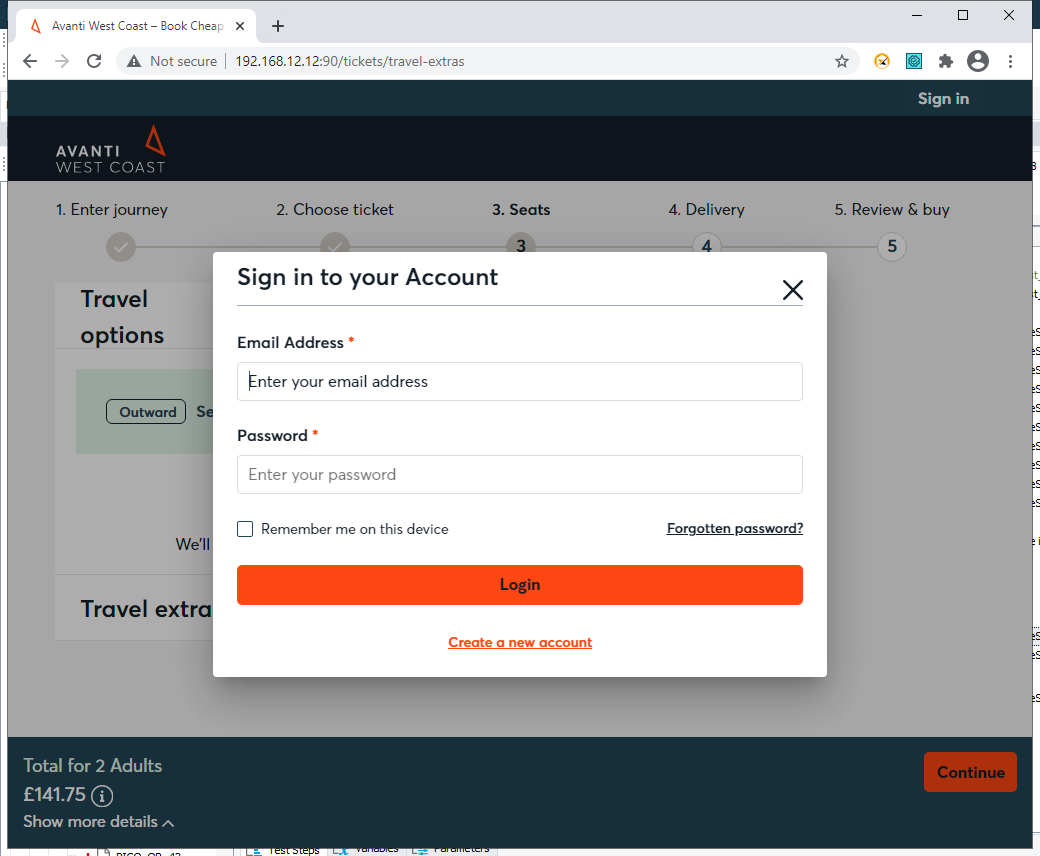 Avanti West Coast – Book Cheap
Not secure
192.168.12.12:90/tickets/travel-extras
Sign in
AVANTI
WEST COAST
1. Enter journey
2. Choose ticket
3. Seats
4. Delivery
5. Review & buy
3
4
5
Travel
options
Outward Se
We'll
Travel extra
Sign in to your Account
Email Address *
Enter your email address
Password *
Enter your password
Remember me on this device
Forgotten password?
Login
Create a new account
Total for 2 Adults
£141.75
Show more details
Continue
Test Steps
Variables
Parameters